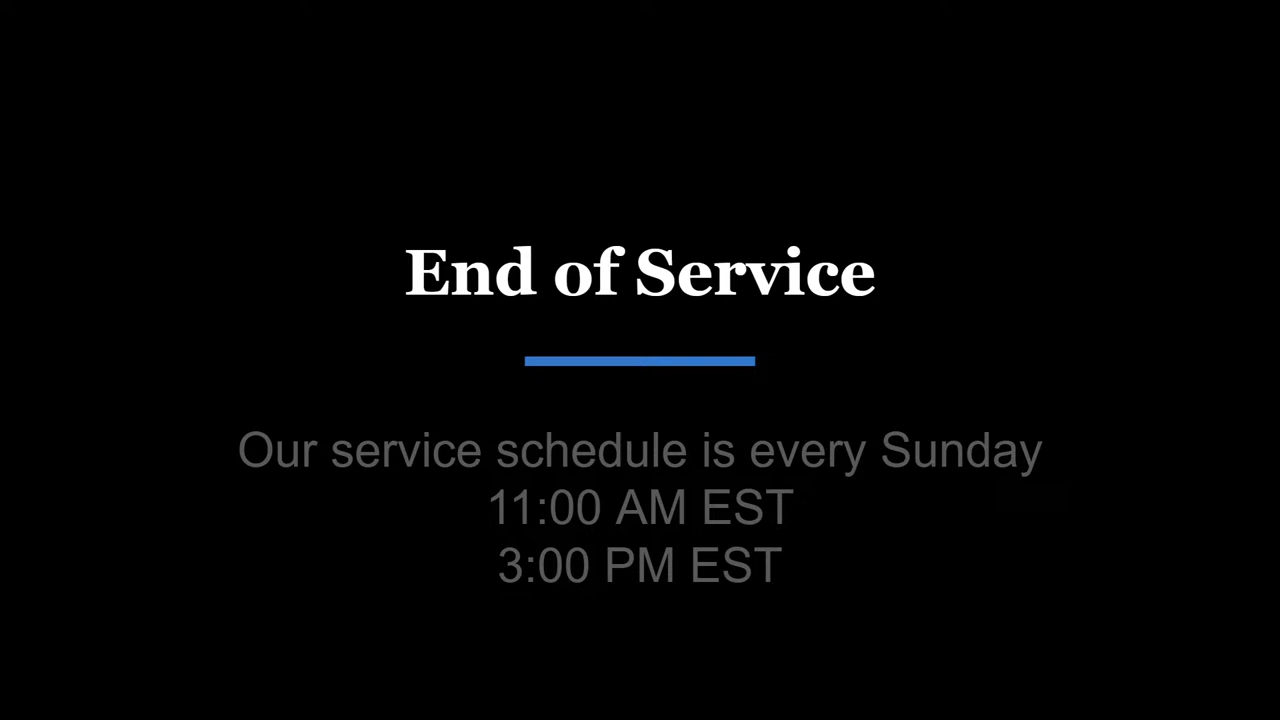 End of Service
Our service schedule is every Sunday
11:00 AM EST
3:00 PM EST